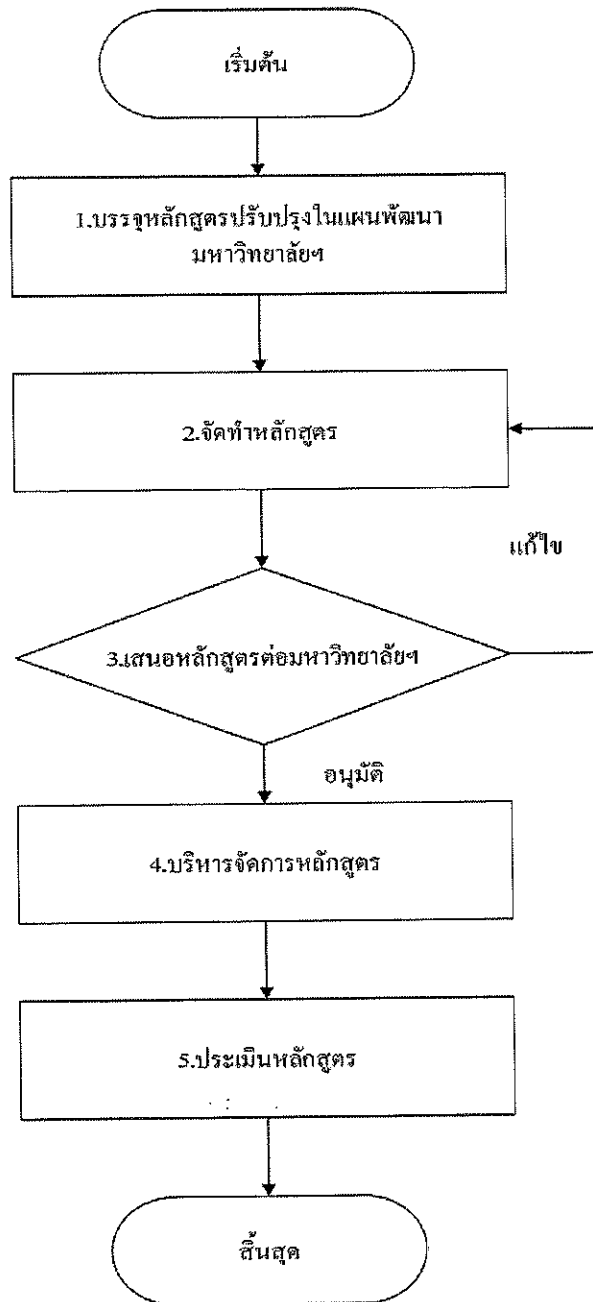 เริ่มต้น
1.บรรจุหลักสูตรปรับปรุงในแผนพัฒนา
มหาวิทยาลัยฯ
2.จัดทำหลักสูตร
แก้ไข
3.เสนอหลักสูตรต่อมหาวิทยาลัยฯ
อนุมัติ
4.บริหารจัดการหลักสูตร
5.ประเมินหลักสูตร
สิ้นสุด